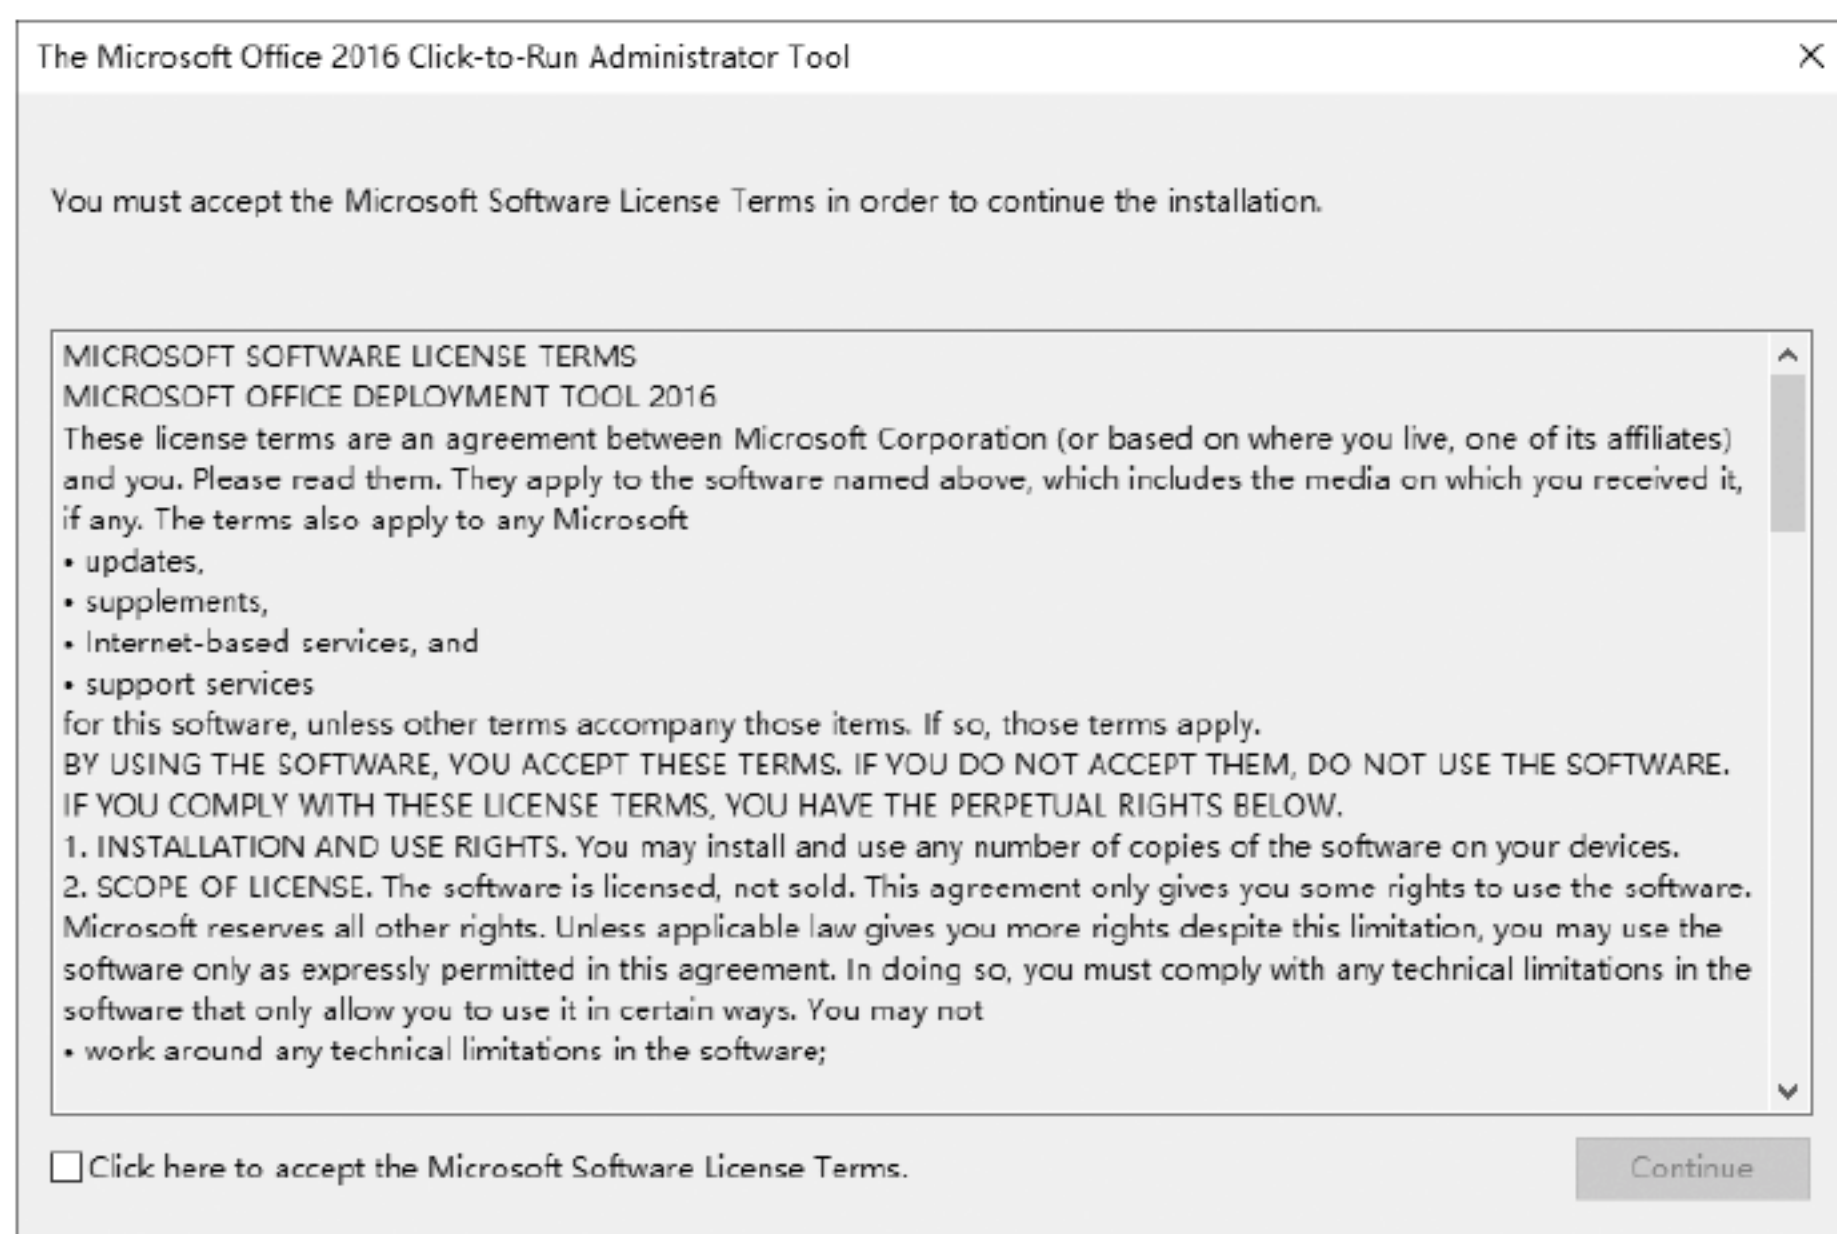 The Microsoft Office 2016 Click-to-Run Administrator Tool
You must accept the Microsoft Software License Terms in order to continue the installation.
MICROSOFT SOFTWARE LICENSE TERMS
MICROSOFT OFFICE DEPLOYMENT TOOL 2016
These license terms are an agreement between Microsoft Corporation (or based on where you live, one of its affiliates)
and you. Please read them. They apply to the software named above, which includes the media on which you received it,
if any. The terms also apply to any Microsoft
• updates,
• supplements,
• Internet-based services, and
• support services
for this software, unless other terms accompany those items. If so, those terms apply.
BY USING THE SOFTWARE, YOU ACCEPT THESE TERMS. IF YOU DO NOT ACCEPT THEM, DO NOT USE THE SOFTWARE.
IF YOU COMPLY WITH THESE LICENSE TERMS, YOU HAVE THE PERPETUAL RIGHTS BELOW.
1. INSTALLATION AND USE RIGHTS. You may install and use any number of copies of the software on your devices.
2. SCOPE OF LICENSE. The software is licensed, not sold. This agreement only gives you some rights to use the software.
Microsoft reserves all other rights. Unless applicable law gives you more rights despite this limitation, you may use the
software only as expressly permitted in this agreement. In doing so, you must comply with any technical limitations in the
software that only allow you to use it in certain ways. You may not
• work around any technical limitations in the software;
Click here to accept the Microsoft Software License Terms.
Continue